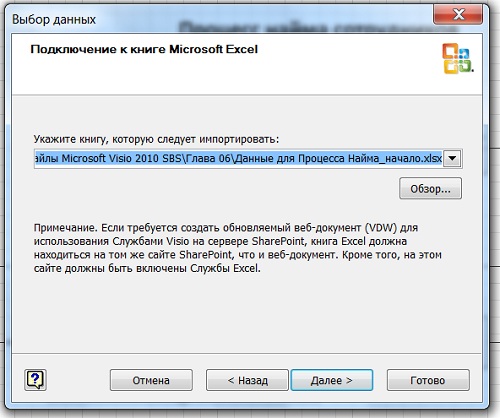 Выбор данных
Подключение к книге Microsoft Excel
Укажите книгу, которую следует импортировать:
айлы Microsoft Visio 2010 SBS\Глава 06\Данные для Процесса Найма_начало.xlsx
Обзор...
Примечание. Если требуется создать обновляемый веб-документ (VDW) для
использования Службами Visio на сервере SharePoint, книга Excel должна
находиться на том же сайте SharePoint, что и веб-документ. Кроме того, на этом
сайте должны быть включены Службы Excel.
Отмена < Назад Далее > Готово